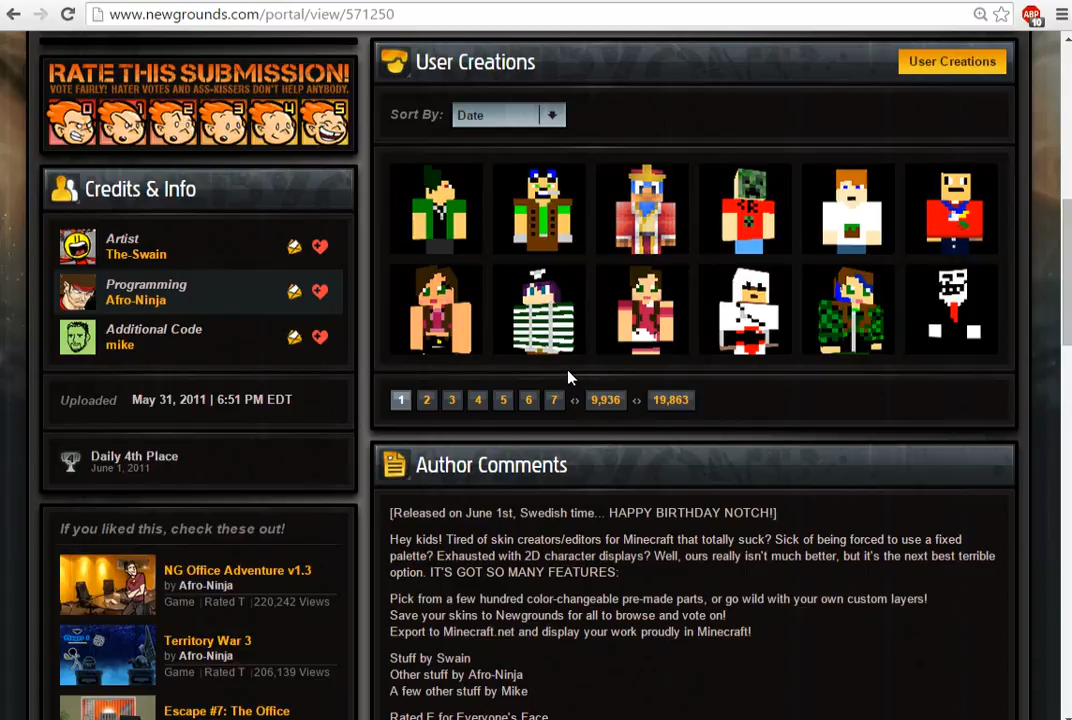 www.newgrounds.com/portal/view/571250
ABP
10
RATE THIS SUBMISSION!
VOTE FAIRLY! HATER VOTES AND ASS-KISSERS DON'T HELP ANYBODY.
0 1 2 3 4 5
Credits & Info
Artist
The-Swain
Programming
Afro-Ninja
Additional Code
mike
Uploaded May 31, 2011 | 6:51 PM EDT
Daily 4th Place
June 1, 2011
If you liked this, check these out!
NG Office Adventure v1.3
by Afro-Ninja
Game | Rated T | 220,242 Views
Territory War 3
by Afro-Ninja
Game | Rated T | 206,139 Views
Escape #7: The Office
User Creations
User Creations
Sort By: Date
1 2 3 4 5 6 7 <> 9,936 <> 19,863
Author Comments
[Released on June 1st, Swedish time... HAPPY BIRTHDAY NOTCH!]
Hey kids! Tired of skin creators/editors for Minecraft that totally suck? Sick of being forced to use a fixed
palette? Exhausted with 2D character displays? Well, ours really isn't much better, but it's the next best terrible
option. IT'S GOT SO MANY FEATURES:
Pick from a few hundred color-changeable pre-made parts, or go wild with your own custom layers!
Save your skins to Newgrounds for all to browse and vote on!
Export to Minecraft.net and display your work proudly in Minecraft!
Stuff by Swain
Other stuff by Afro-Ninja
A few other stuff by Mike
Rated E for Everyone's Face